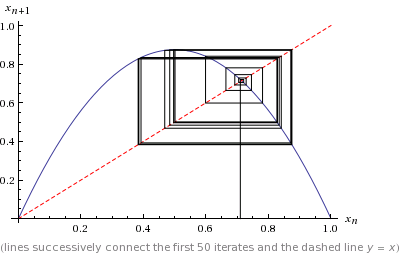 xn+1
1.0
0.8
0.6
0.4
0.2
0.2 0.4 0.6 0.8 1.0 xn
(lines successively connect the first 50 iterates and the dashed line y = x)